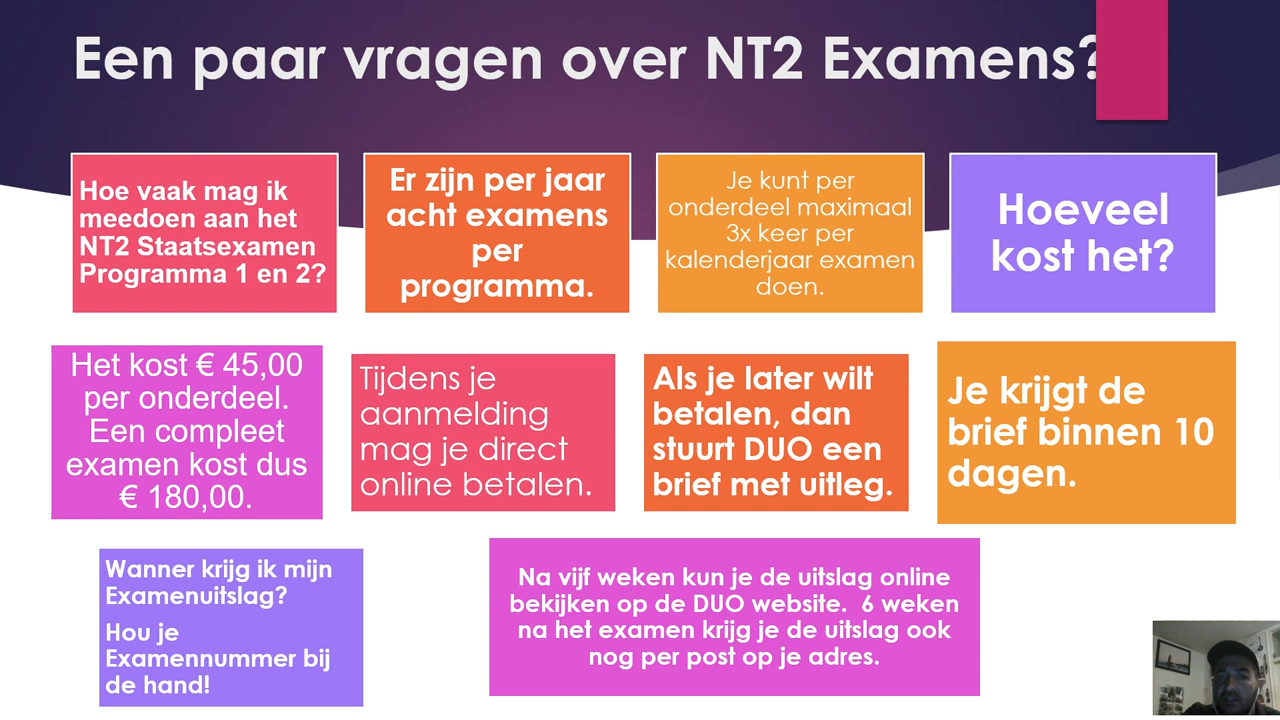 Een paar vragen over NT2 Examens?
Hoe vaak mag ik
meedoen aan het
NT2 Staatsexamen
Programma 1 en 2?
Er zijn per jaar
acht examens
per
programma.
Je kunt per
onderdeel maximaal
3x keer per
kalenderjaar examen
doen.
Hoeveel
kost het?
Het kost € 45,00
per onderdeel.
Een compleet
examen kost dus
€ 180,00.
Tijdens je
aanmelding
mag je direct
online betalen.
Als je later wilt
betalen, dan
stuurt DUO een
brief met uitleg.
Je krijgt de
brief binnen 10
dagen.
Wanner krijg ik mijn
Examenuitslag?
Hou je
Examennummer bij
de hand!
Na vijf weken kun je de uitslag online
bekijken op de DUO website.  6 weken
na het examen krijg je de uitslag ook
nog per post op je adres.